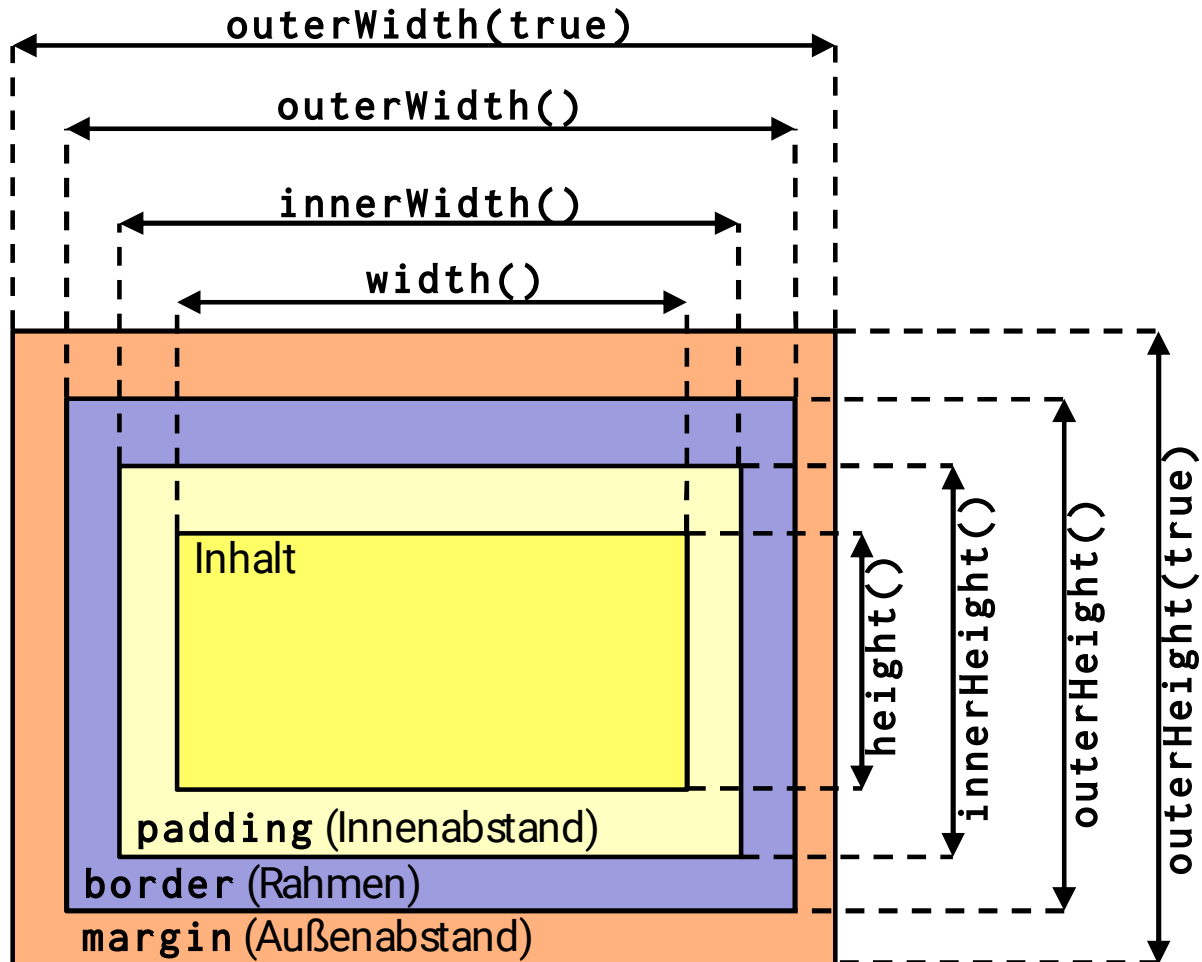 outerWidth(true)
outerWidth()
innerWidth()
width()
Inhalt
height()
innerHeight()
outerHeight()
outerHeight(true)
padding (Innenabstand)
border (Rahmen)
margin (Außenabstand)